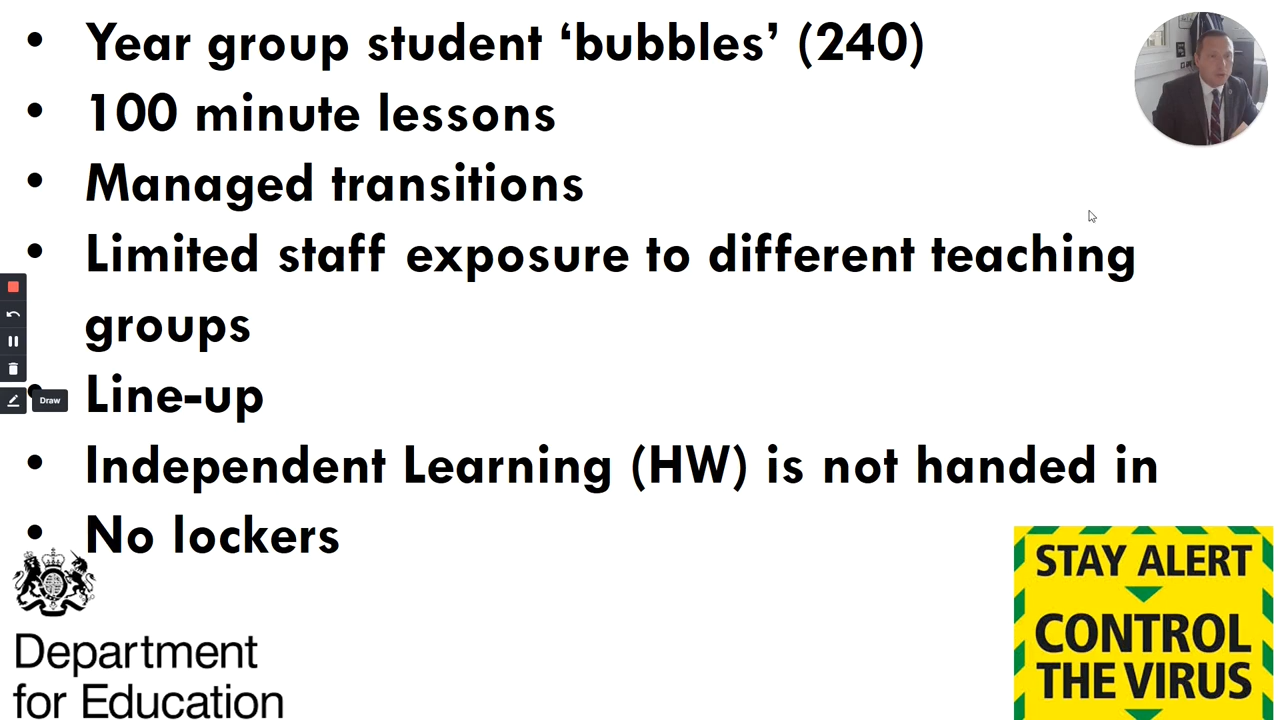 • Year group student ‘bubbles’ (240)
• 100 minute lessons
• Managed transitions
• Limited staff exposure to different teaching
groups
Draw
• Line-up
• Independent Learning (HW) is not handed in
• No lockers
Department
for Education
STAY ALERT
CONTROL
THE VIRUS